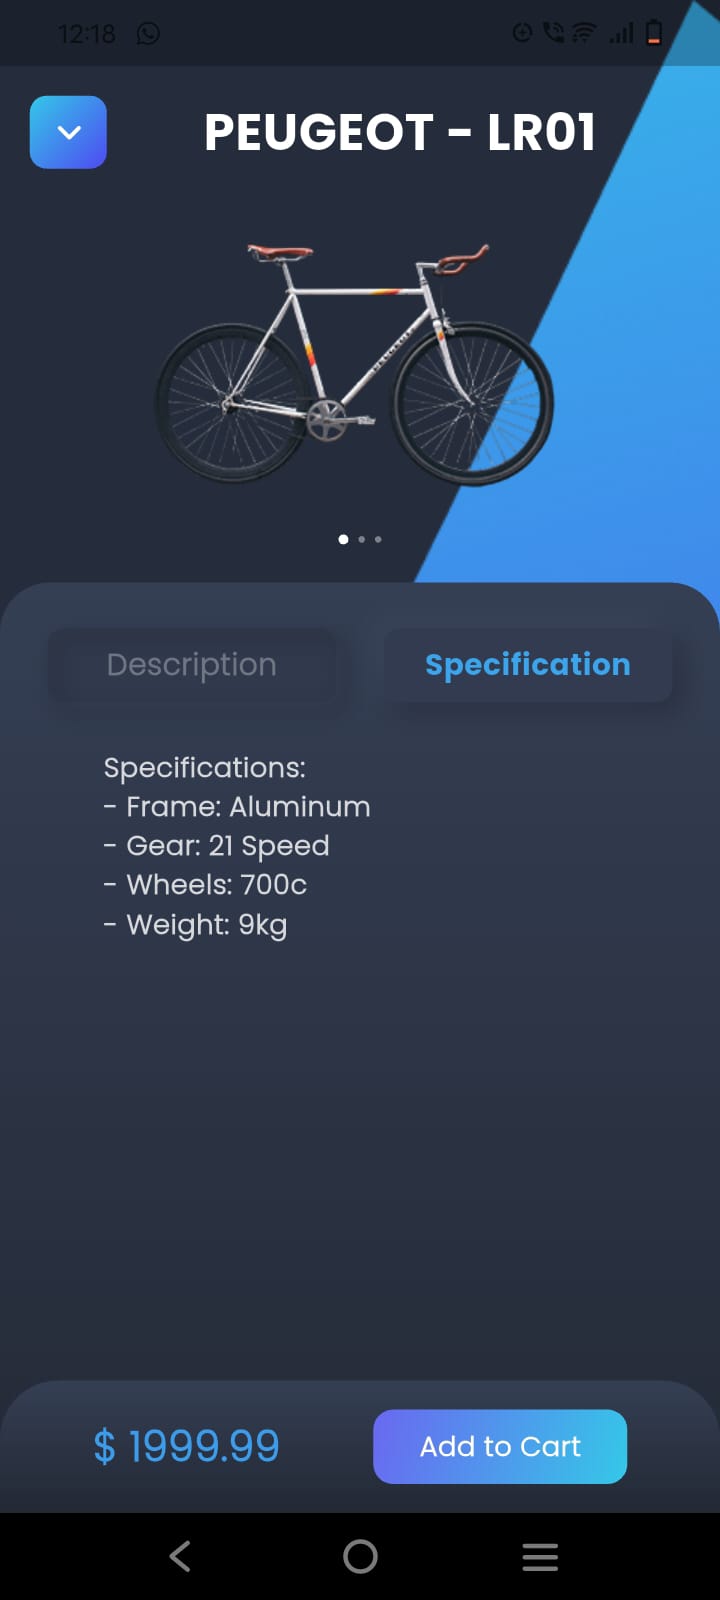 12:18
PEUGEOT - LR01
PEUGEOT
Description
Specification
Specifications:
- Frame: Aluminum
- Gear: 21 Speed
- Wheels: 700c
- Weight: 9kg
$ 1999.99
Add to Cart